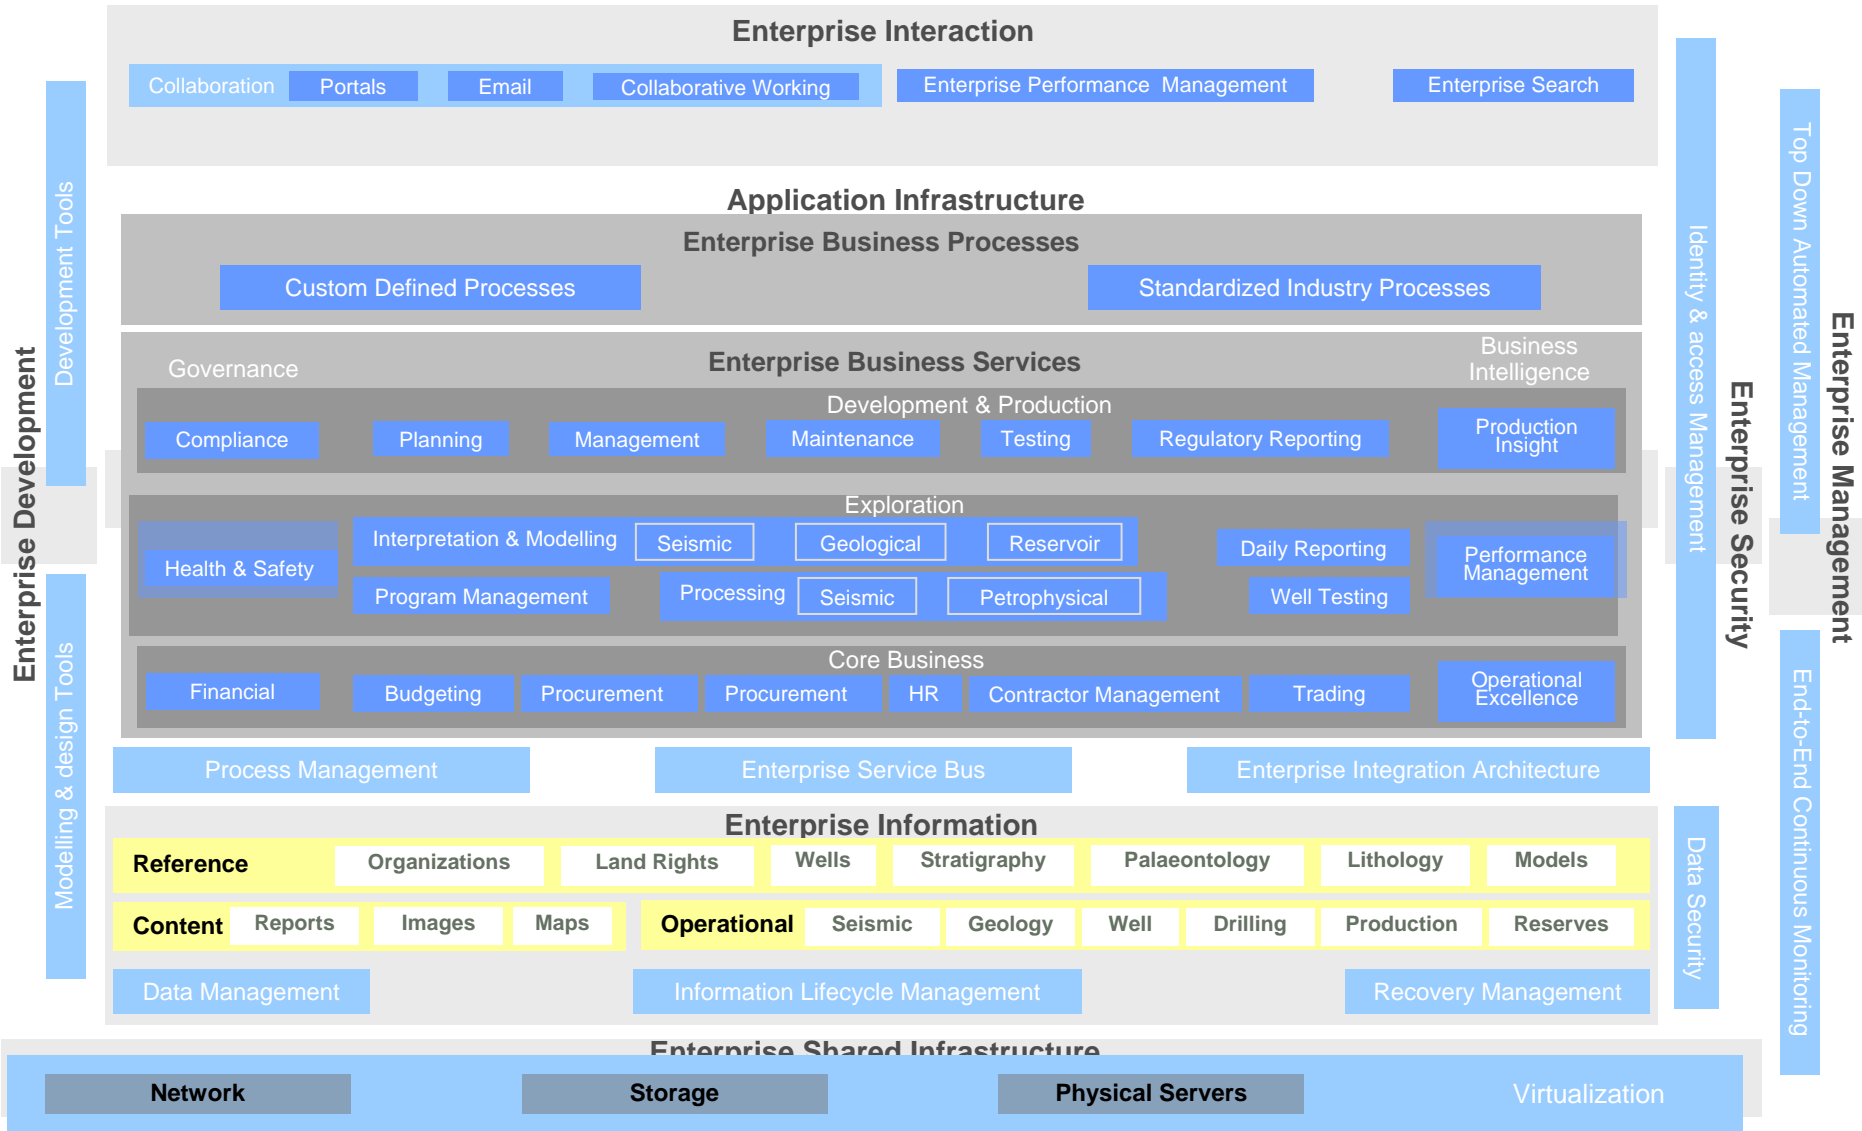 Enterprise Interaction
Collaboration
Portals
Email
Collaborative Working
Enterprise Performance Management
Enterprise Search
Application Infrastructure
Enterprise Business Processes
Custom Defined Processes
Standardized Industry Processes
Governance
Enterprise Business Services
Business
Intelligence
Development & Production
Compliance
Planning
Management
Maintenance
Testing
Regulatory Reporting
Production
Insight
Exploration
Health & Safety
Interpretation & Modelling
Seismic
Geological
Reservoir
Daily Reporting
Performance
Management
Program Management
Processing
Seismic
Petrophysical
Well Testing
Core Business
Financial
Budgeting
Procurement
Procurement
HR
Contractor Management
Trading
Operational
Excellence
Process Management
Enterprise Service Bus
Enterprise Integration Architecture
Enterprise Information
Reference
Organizations
Land Rights
Wells
Stratigraphy
Palaeontology
Lithology
Models
Content
Reports
Images
Maps
Operational
Seismic
Geology
Well
Drilling
Production
Reserves
Data Management
Information Lifecycle Management
Recovery Management
Enterprise Shared Infrastructure
Network
Storage
Physical Servers
Virtualization
Enterprise Development
Development Tools
Modelling & design Tools
Identity & access Management
Data Security
Enterprise Security
Top Down Automated Management
End-to-End Continuous Monitoring
Enterprise Management